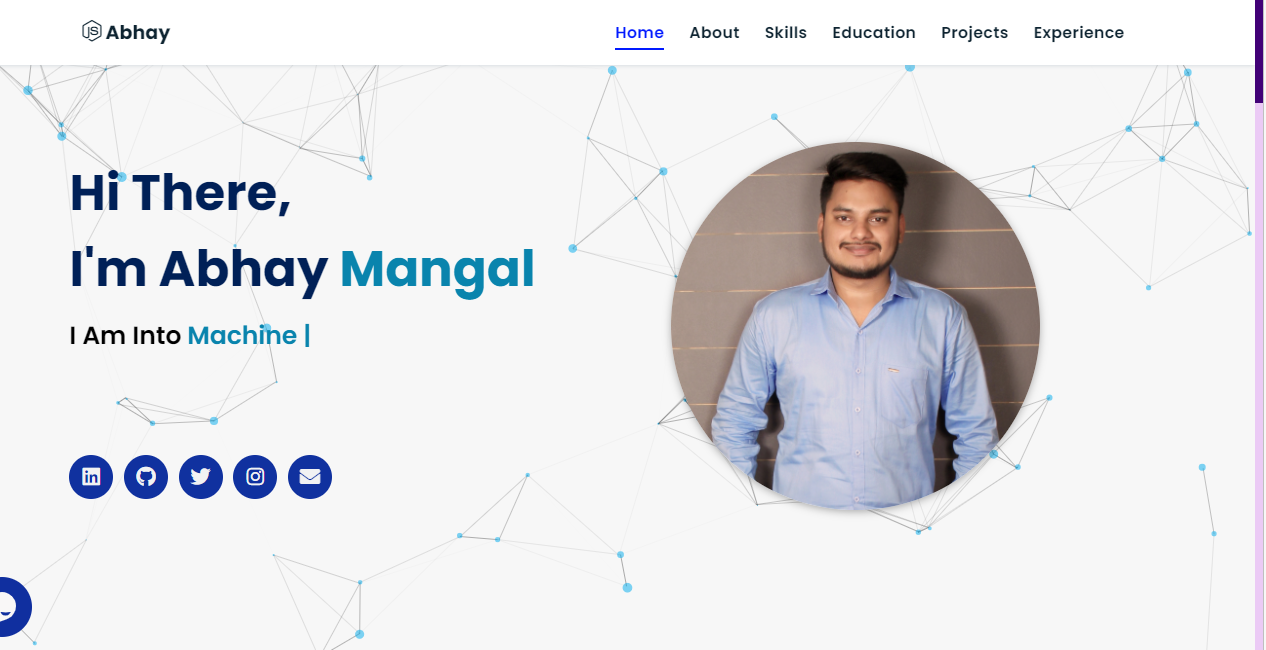 Abhay
Home About Skills Education Projects Experience
Hi There,
I'm Abhay Mangal
I Am Into Machine |